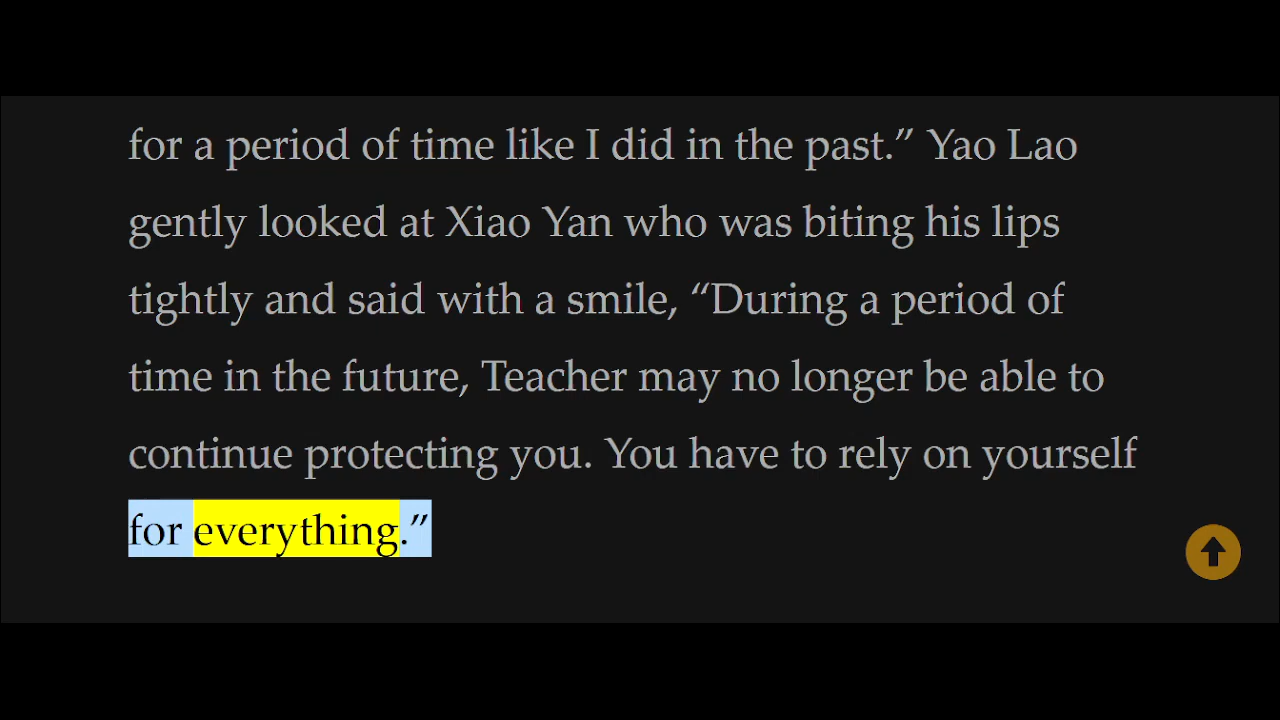 for a period of time like I did in the past.” Yao Lao
gently looked at Xiao Yan who was biting his lips
tightly and said with a smile, “During a period of
time in the future, Teacher may no longer be able to
continue protecting you. You have to rely on yourself
for everything.”